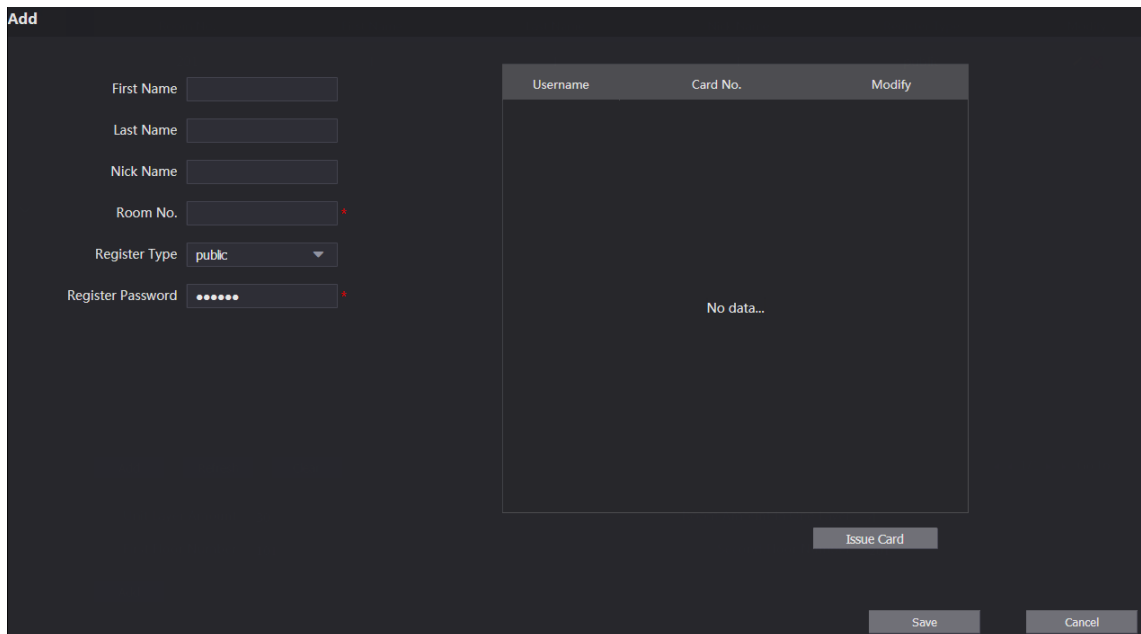 Add
First Name
Last Name
Nick Name
Room No. *
Register Type public
Register Password ●●●●●● *
Username Card No. Modify
No data...
Issue Card
Save Cancel